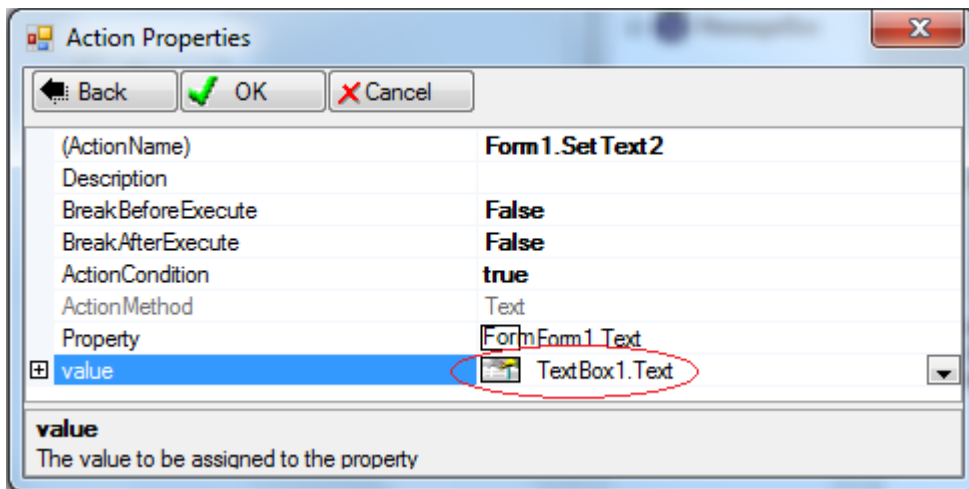 Action Properties
Back OK Cancel
(ActionName) Form1.SetText2
Description
BreakBeforeExecute False
BreakAfterExecute False
ActionCondition true
ActionMethod Text
Property Form Form1.Text
value TextBox1.Text
value
The value to be assigned to the property